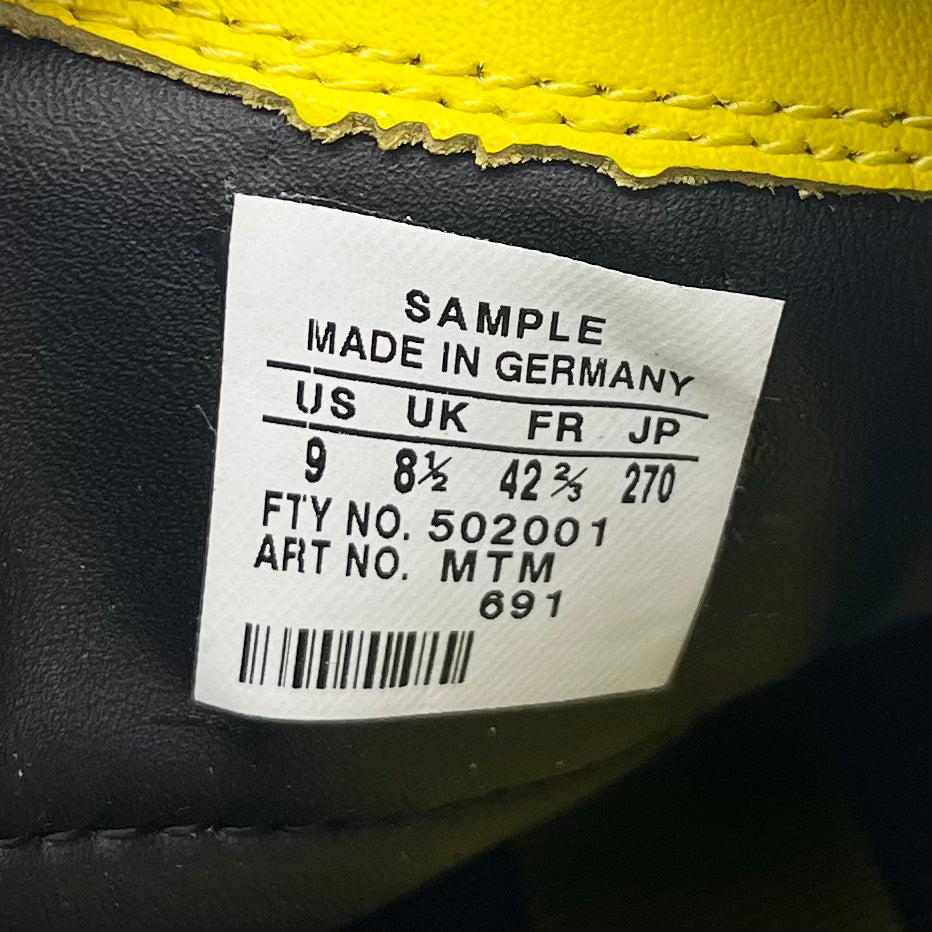 SAMPLE
MADE IN GERMANY
US UK FR JP
9 8½ 42⅔ 270
FTY NO. 502001
ART NO. MTM
691